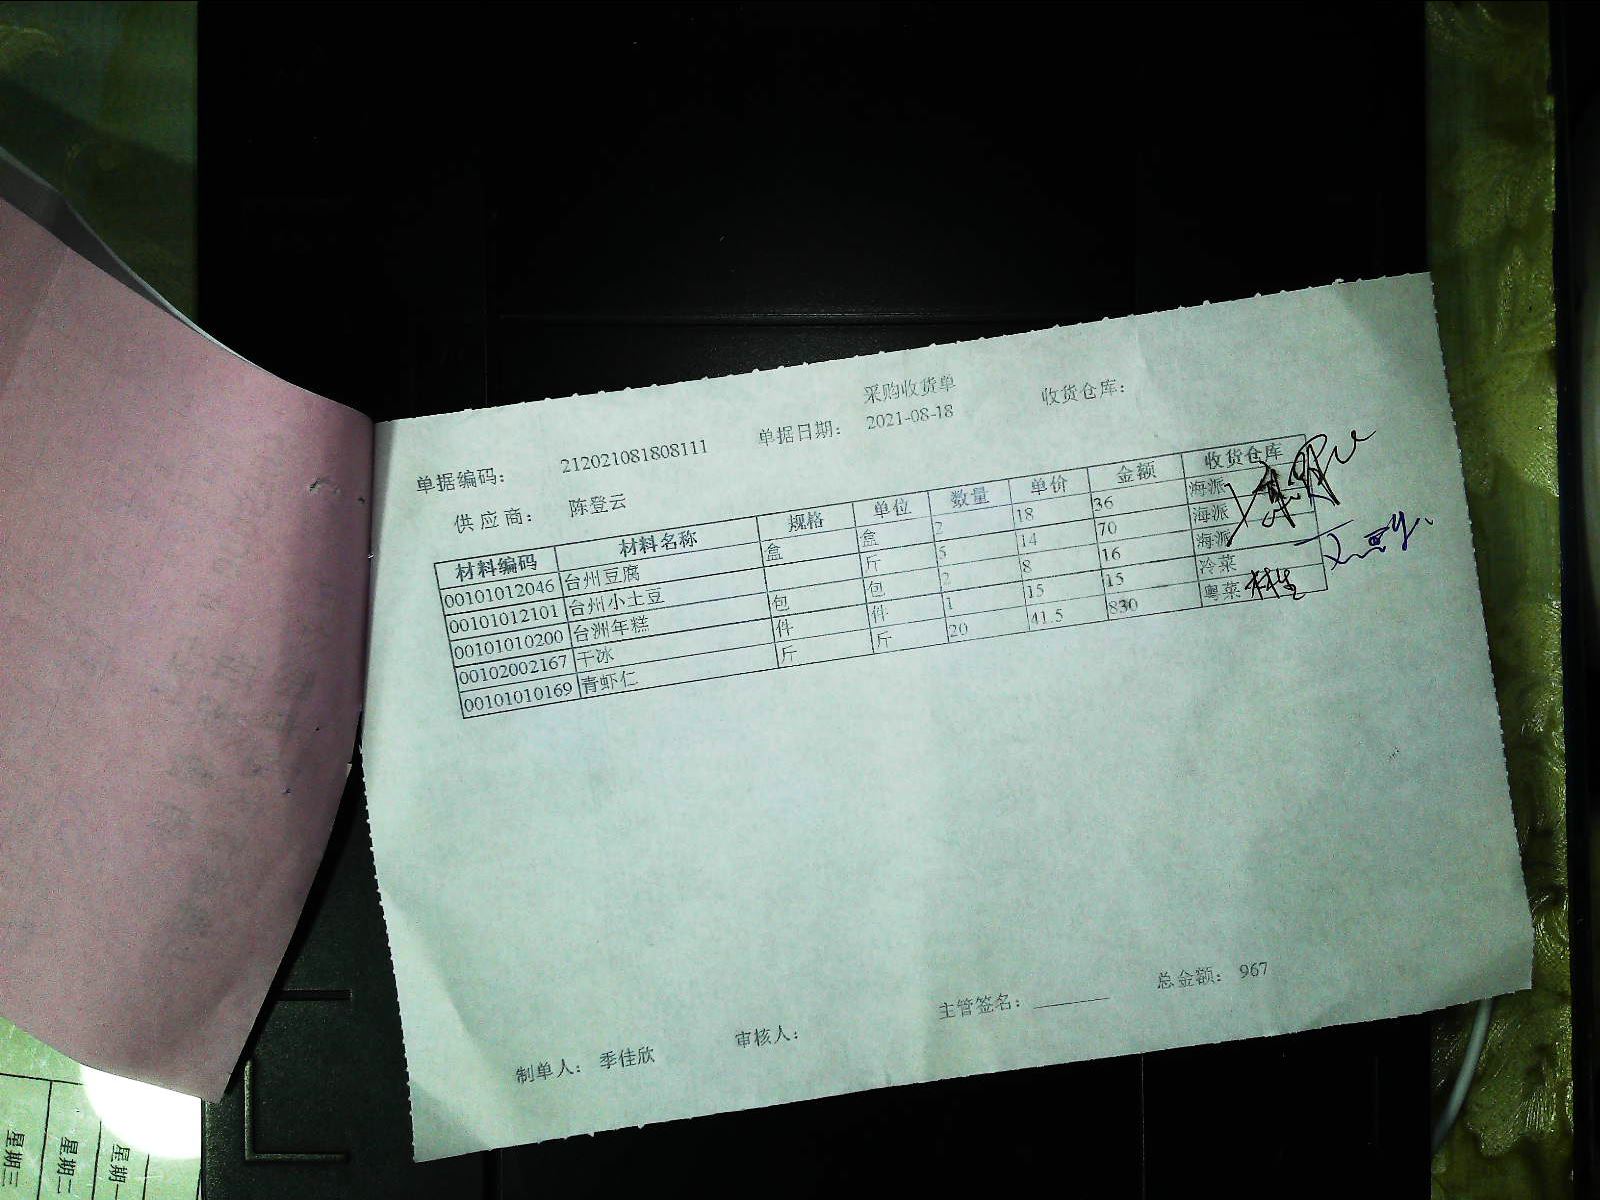 采购收货单
单据编码： 212021081808111 单据日期： 2021-08-18 收货仓库：
供应商： 陈登云
材料编码 材料名称 规格 单位 数量 单价 金额 收货仓库
00101012046 台州豆腐 盒 盒 2 18 36 海派
00101012101 台州小土豆 斤 5 14 70 海派
00101010200 台洲年糕 包 包 2 8 16 海派
00102002167 干冰 件 件 1 15 15 冷菜
00101010169 青虾仁 斤 斤 20 41.5 830 粤菜
制单人： 季佳欣 审核人： 主管签名： 总金额： 967
星期一
星期二
星期三